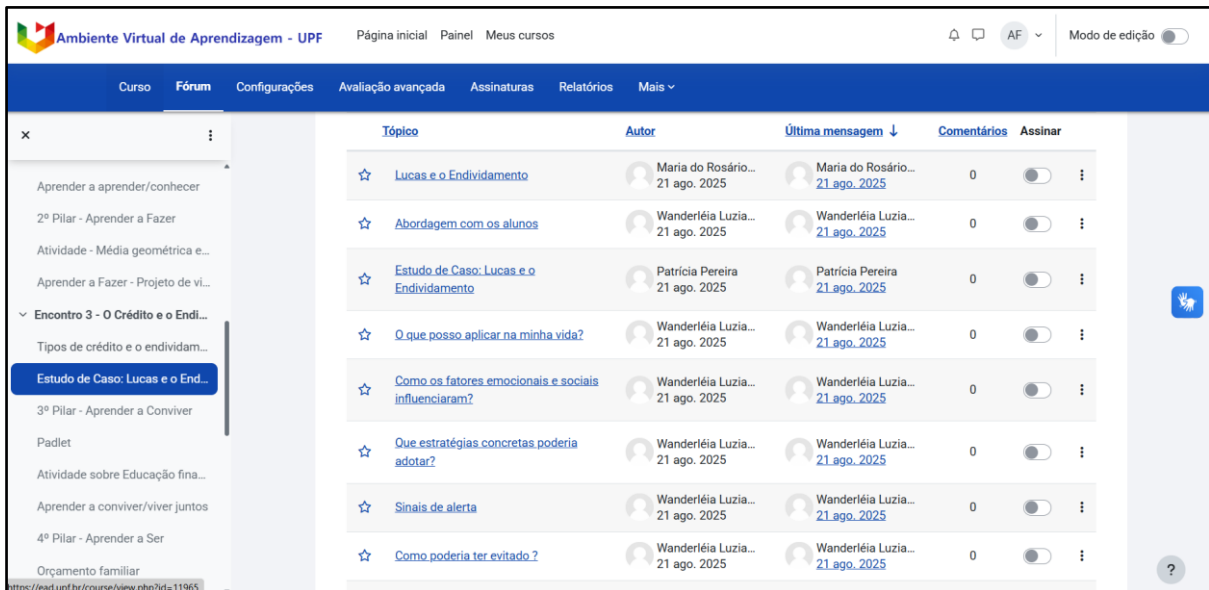 Ambiente Virtual de Aprendizagem - UPF Página inicial Painel Meus cursos AF Modo de edição
Curso Fórum Configurações Avaliação avançada Assinaturas Relatórios Mais
Aprender a aprender/conhecer
2º Pilar - Aprender a Fazer
Atividade - Média geométrica e...
Aprender a Fazer - Projeto de vi...
Encontro 3 - O Crédito e o Endi...
Tipos de crédito e o endividam...
Estudo de Caso: Lucas e o End...
3º Pilar - Aprender a Conviver
Padlet
Atividade sobre Educação fina...
Aprender a conviver/viver juntos
4º Pilar - Aprender a Ser
Orçamento familiar
https://ead.upf.br/course/view.php?id=11965
Tópico Autor Última mensagem ↓ Comentários Assinar
Lucas e o Endividamento Maria do Rosário... Maria do Rosário... 0
21 ago. 2025 21 ago. 2025
Abordagem com os alunos Wanderléia Luzia... Wanderléia Luzia... 0
21 ago. 2025 21 ago. 2025
Estudo de Caso: Lucas e o Patrícia Pereira Patrícia Pereira 0
Endividamento 21 ago. 2025 21 ago. 2025
O que posso aplicar na minha vida? Wanderléia Luzia... Wanderléia Luzia... 0
21 ago. 2025 21 ago. 2025
Como os fatores emocionais e sociais Wanderléia Luzia... Wanderléia Luzia... 0
influenciaram? 21 ago. 2025 21 ago. 2025
Que estratégias concretas poderia Wanderléia Luzia... Wanderléia Luzia... 0
adotar? 21 ago. 2025 21 ago. 2025
Sinais de alerta Wanderléia Luzia... Wanderléia Luzia... 0
21 ago. 2025 21 ago. 2025
Como poderia ter evitado ? Wanderléia Luzia... Wanderléia Luzia... 0
21 ago. 2025 21 ago. 2025
?